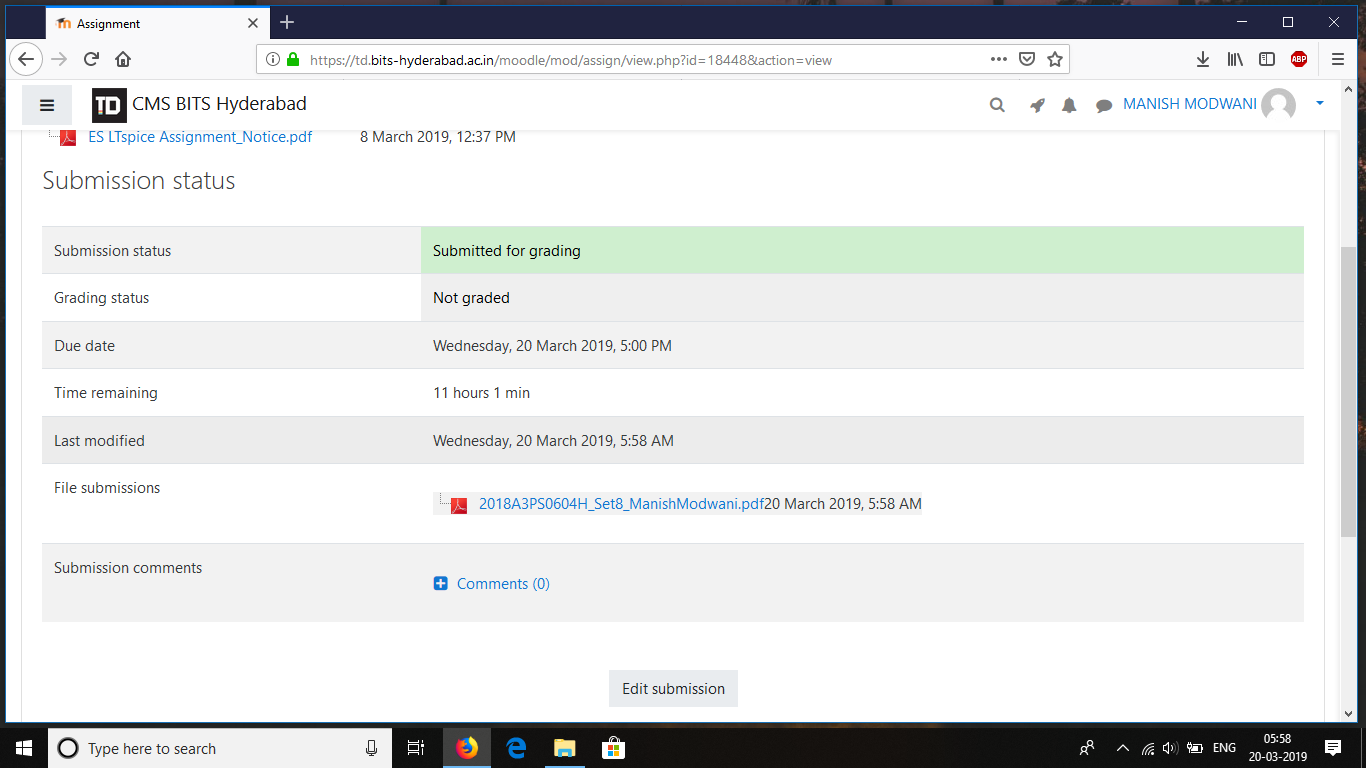 Assignment
https://td.bits-hyderabad.ac.in/moodle/mod/assign/view.php?id=18448&action=view
ABP
TD CMS BITS Hyderabad
MANISH MODWANI
ES LTspice Assignment_Notice.pdf 8 March 2019, 12:37 PM
Submission status
Submission status Submitted for grading
Grading status Not graded
Due date Wednesday, 20 March 2019, 5:00 PM
Time remaining 11 hours 1 min
Last modified Wednesday, 20 March 2019, 5:58 AM
File submissions
2018A3PS0604H_Set8_ManishModwani.pdf20 March 2019, 5:58 AM
Submission comments
Comments (0)
Edit submission
Type here to search
ENG
05:58
20-03-2019